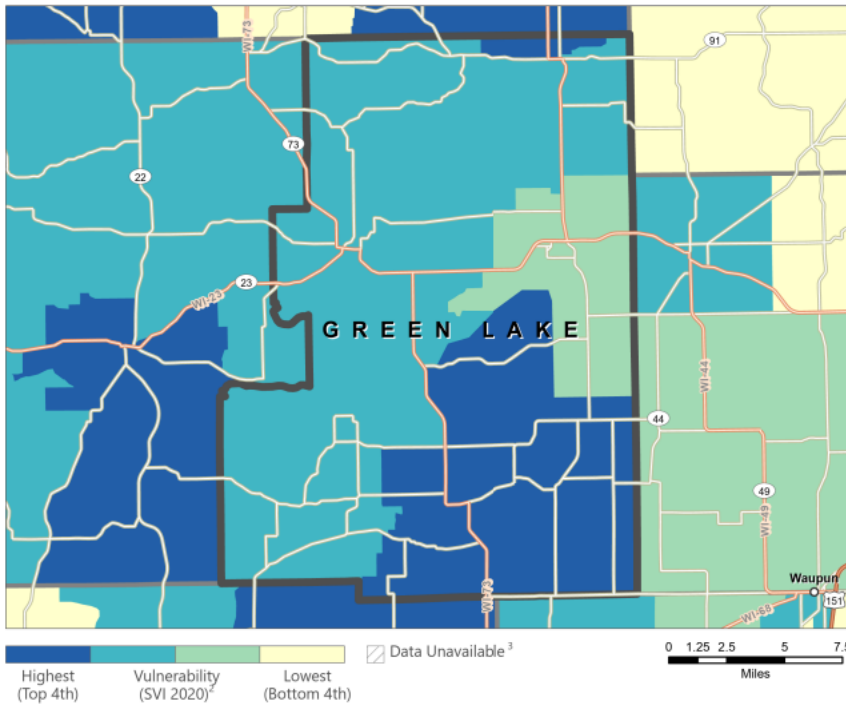 WI-73
91
73
22
23
WI-23
GREEN LAKE
WI-44
44
49
WI-49
Waupun
151
WI-68
WI-73
Highest
(Top 4th)
Vulnerability
(SVI 2020)2
Lowest
(Bottom 4th)
Data Unavailable 3
0 1.25 2.5 5 7.5
Miles